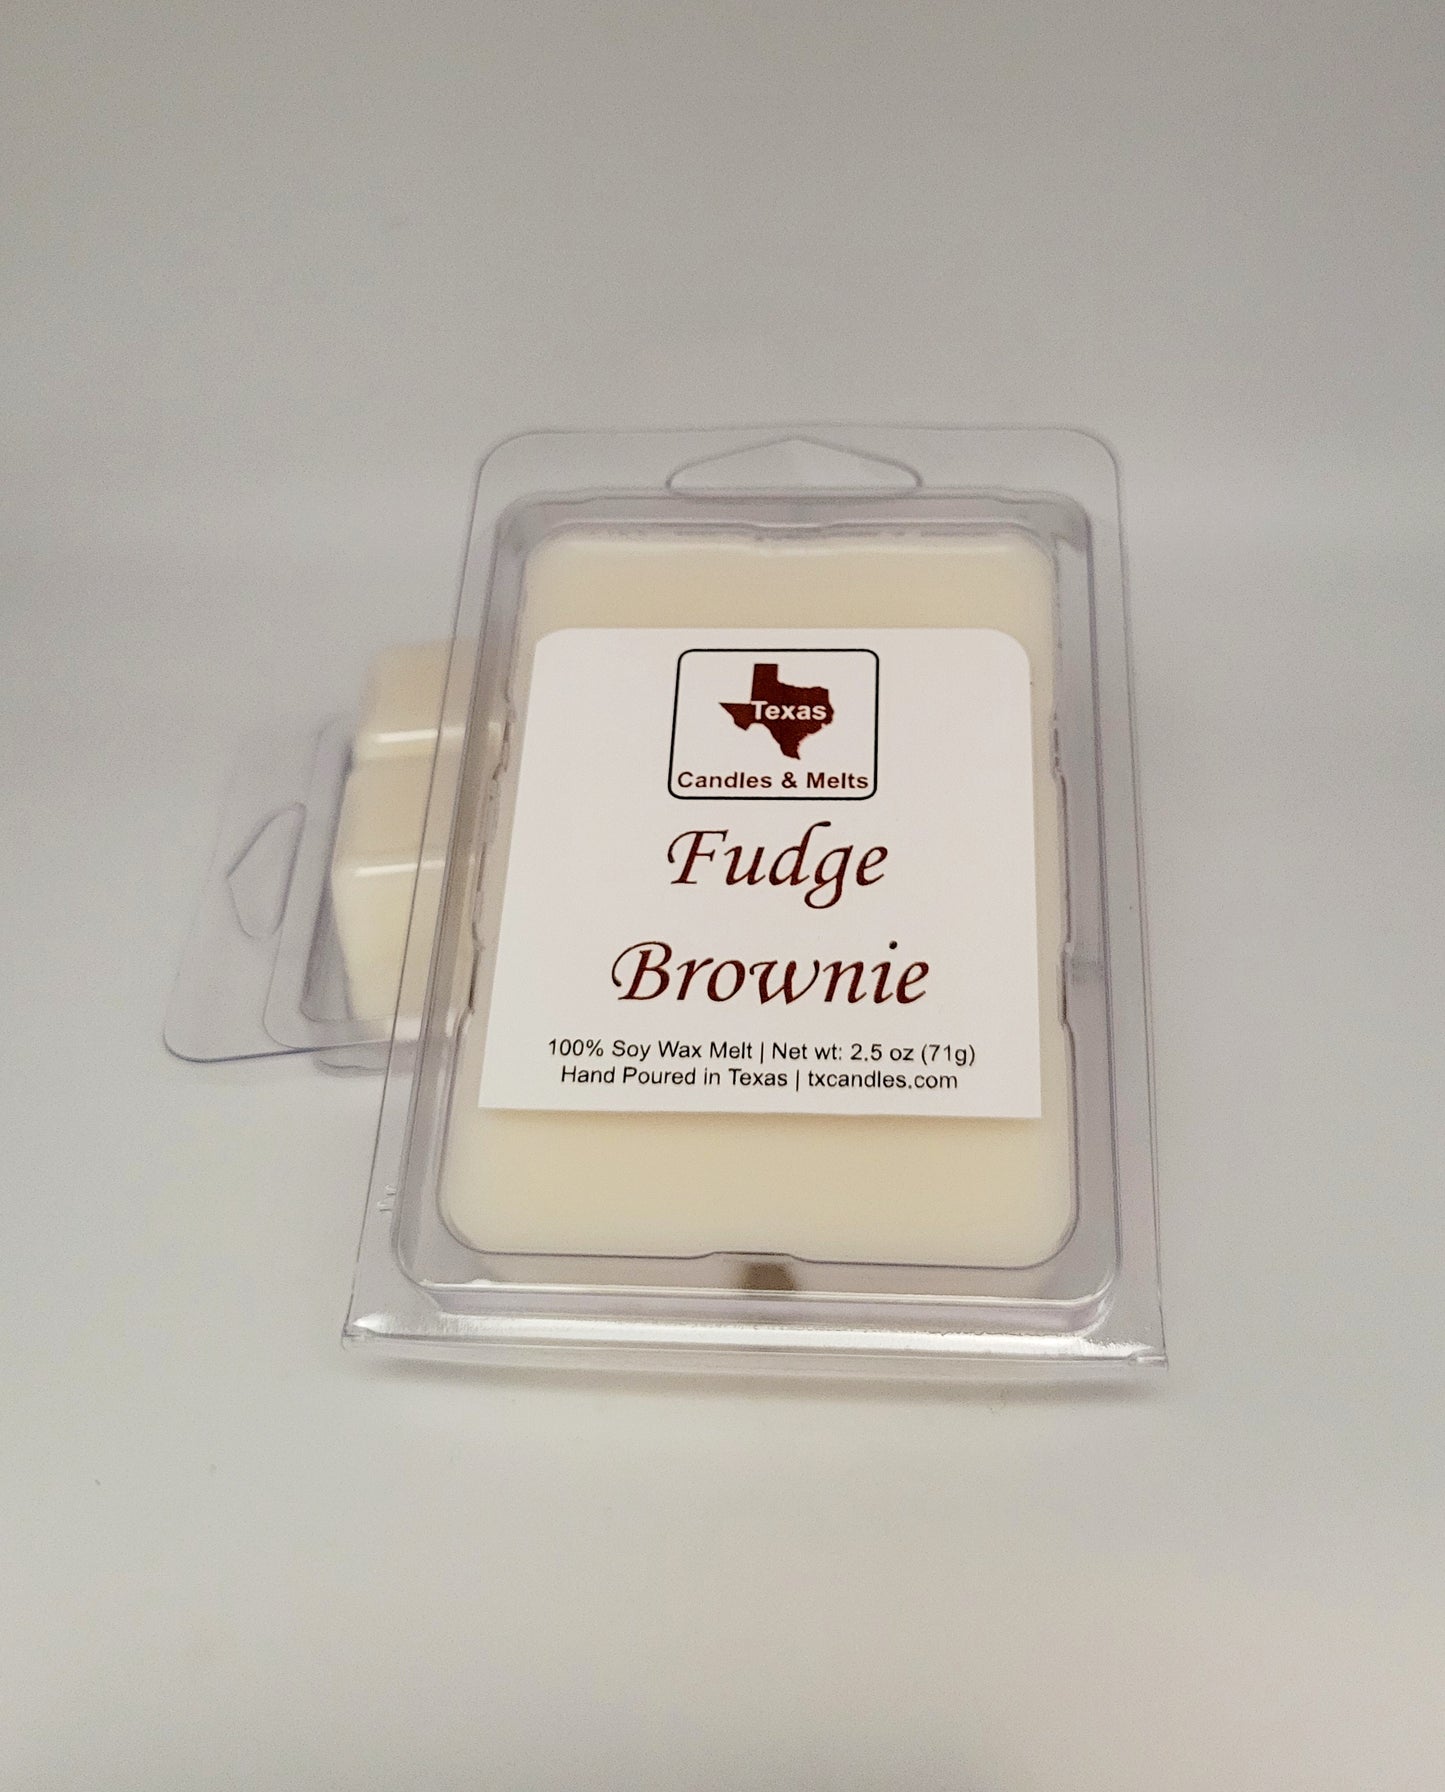 Texas
Candles & Melts
Fudge
Brownie
100% Soy Wax Melt | Net wt: 2.5 oz (71g)
Hand Poured in Texas | txcandles.com